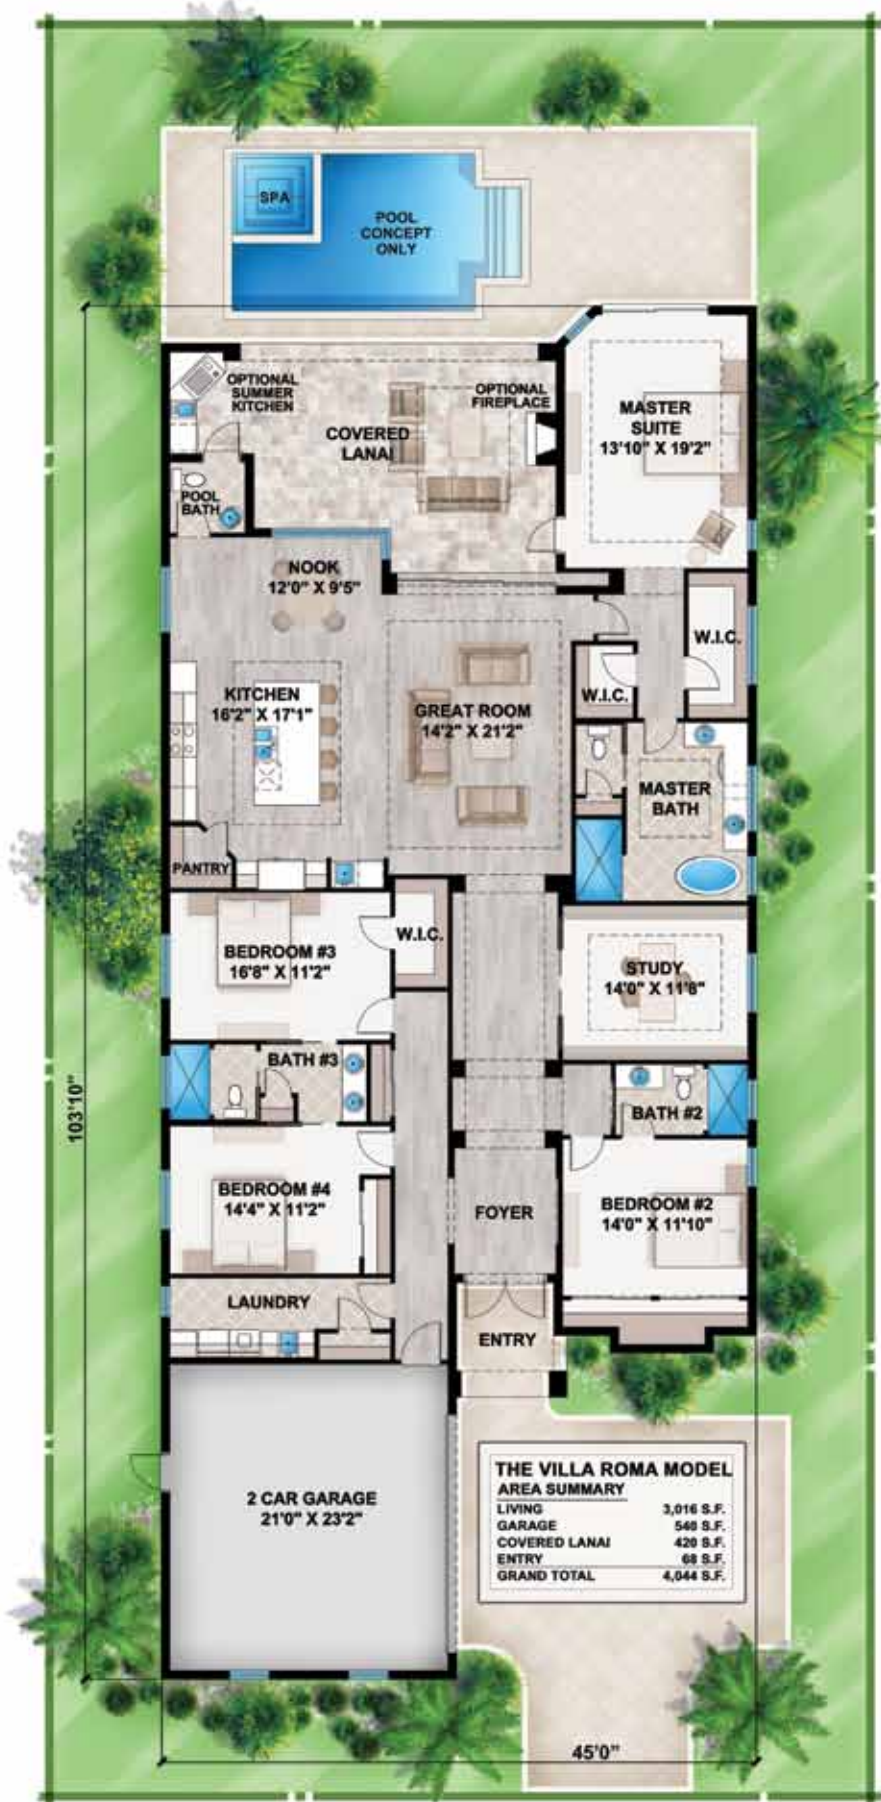 SPA
POOL
CONCEPT
ONLY
OPTIONAL
SUMMER
KITCHEN
OPTIONAL
FIREPLACE
COVERED
LANAI
MASTER
SUITE
13'10" X 19'2"
POOL
BATH
NOOK
12'0" X 9'5"
W.I.C.
W.I.C.
KITCHEN
16'2" X 17'1"
GREAT ROOM
14'2" X 21'2"
MASTER
BATH
PANTRY
BEDROOM #3
16'8" X 11'2"
W.I.C.
STUDY
14'0" X 11'8"
BATH #3
BATH #2
103'10"
BEDROOM #4
14'4" X 11'2"
FOYER
BEDROOM #2
14'0" X 11'10"
LAUNDRY
ENTRY
2 CAR GARAGE
21'0" X 23'2"
THE VILLA ROMA MODEL
AREA SUMMARY
LIVING 3,016 S.F.
GARAGE 540 S.F.
COVERED LANAI 420 S.F.
ENTRY 68 S.F.
GRAND TOTAL 4,044 S.F.
45'0"